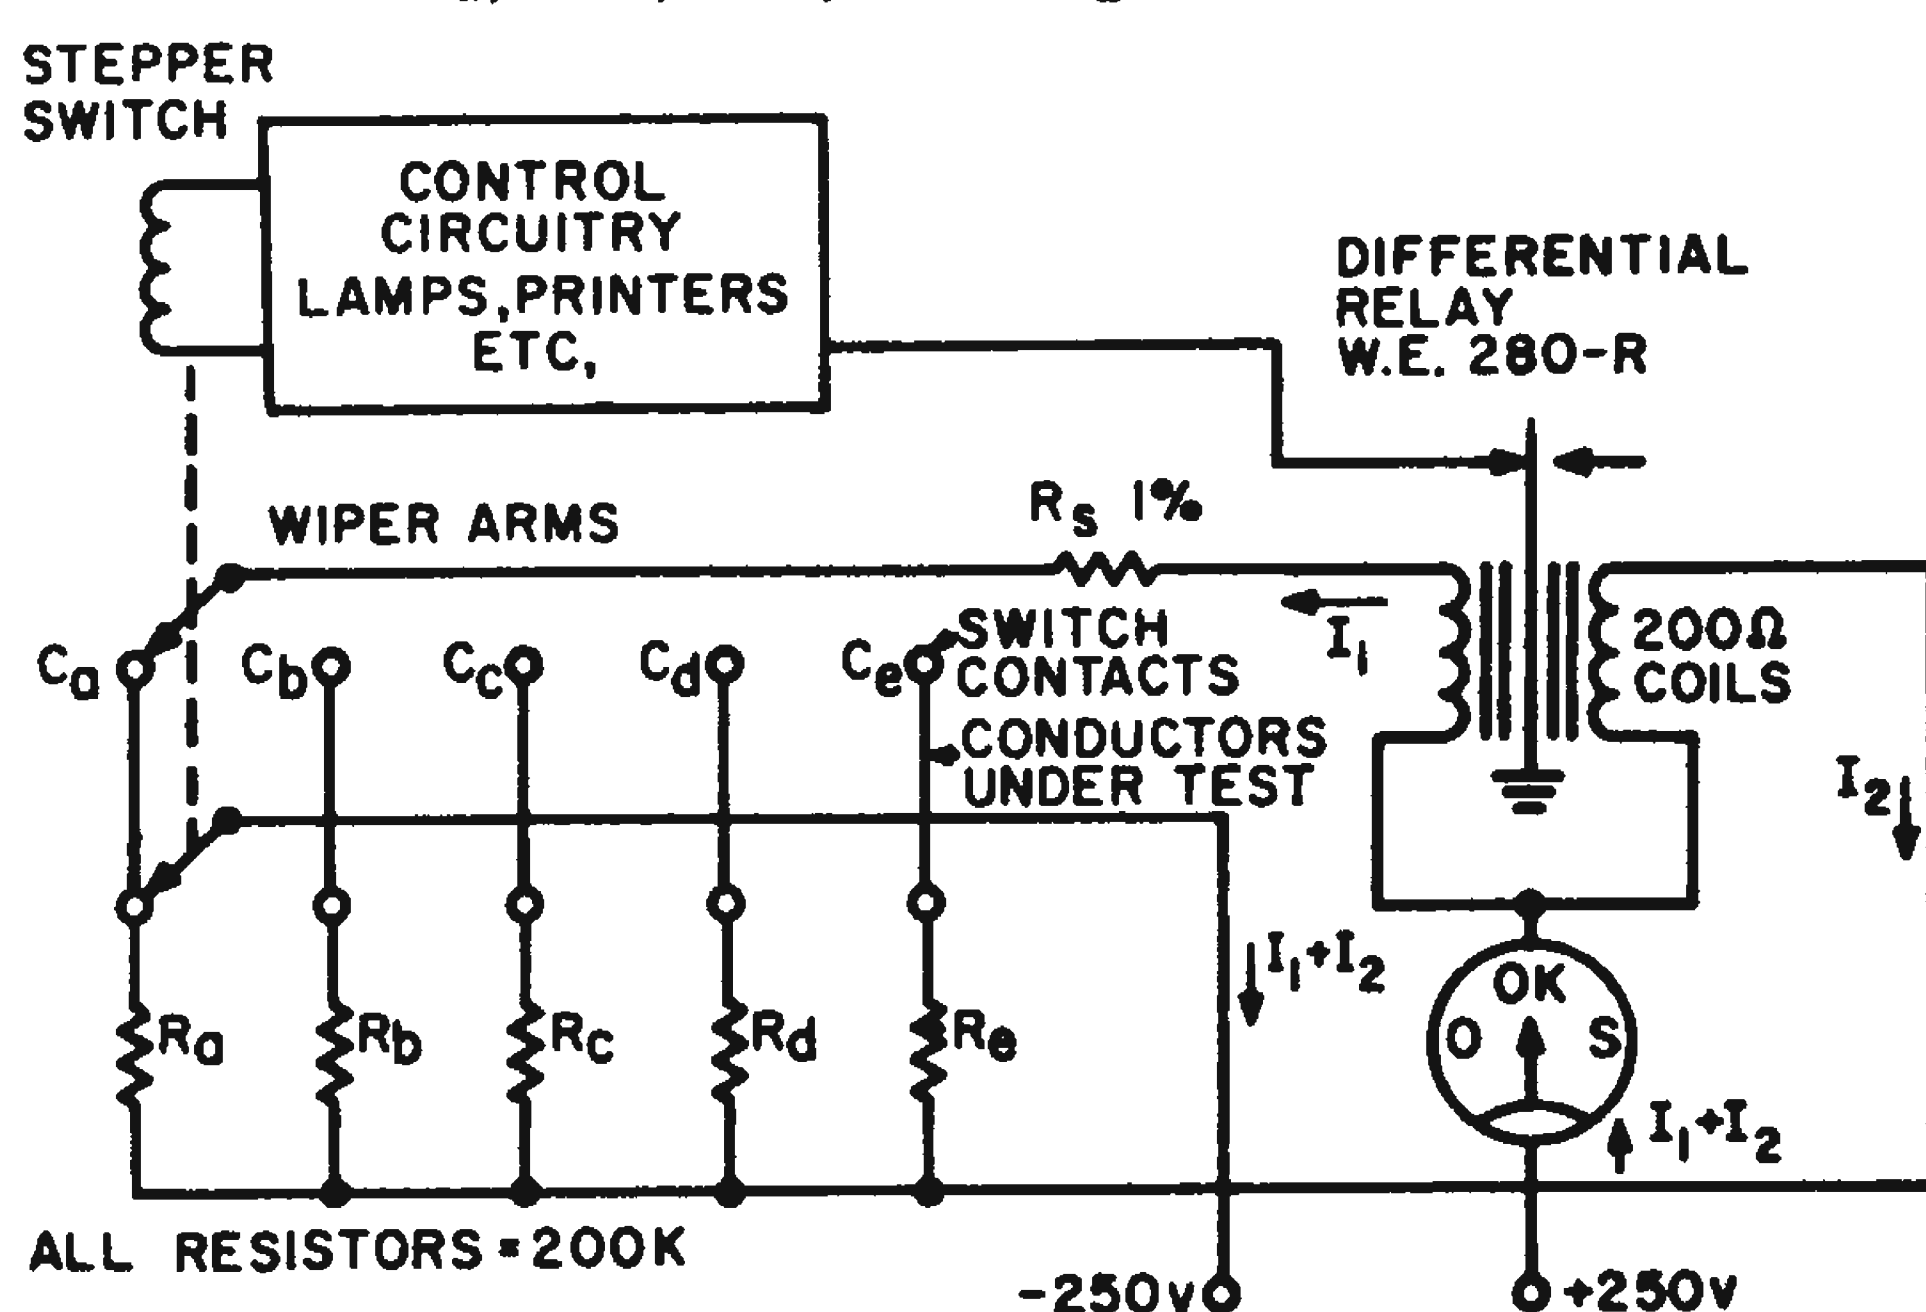 STEPPER
SWITCH
CONTROL
CIRCUITRY
LAMPS, PRINTERS
ETC,
DIFFERENTIAL
RELAY
W.E. 280-R
WIPER ARMS
Rs 1%
I1
200Ω
COILS
Ca
Cb
Cc
Cd
Ce
SWITCH
CONTACTS
CONDUCTORS
UNDER TEST
I2
I1+I2
OK
O
S
Ra
Rb
Rc
Rd
Re
I1+I2
ALL RESISTORS = 200K
-250v
+250v